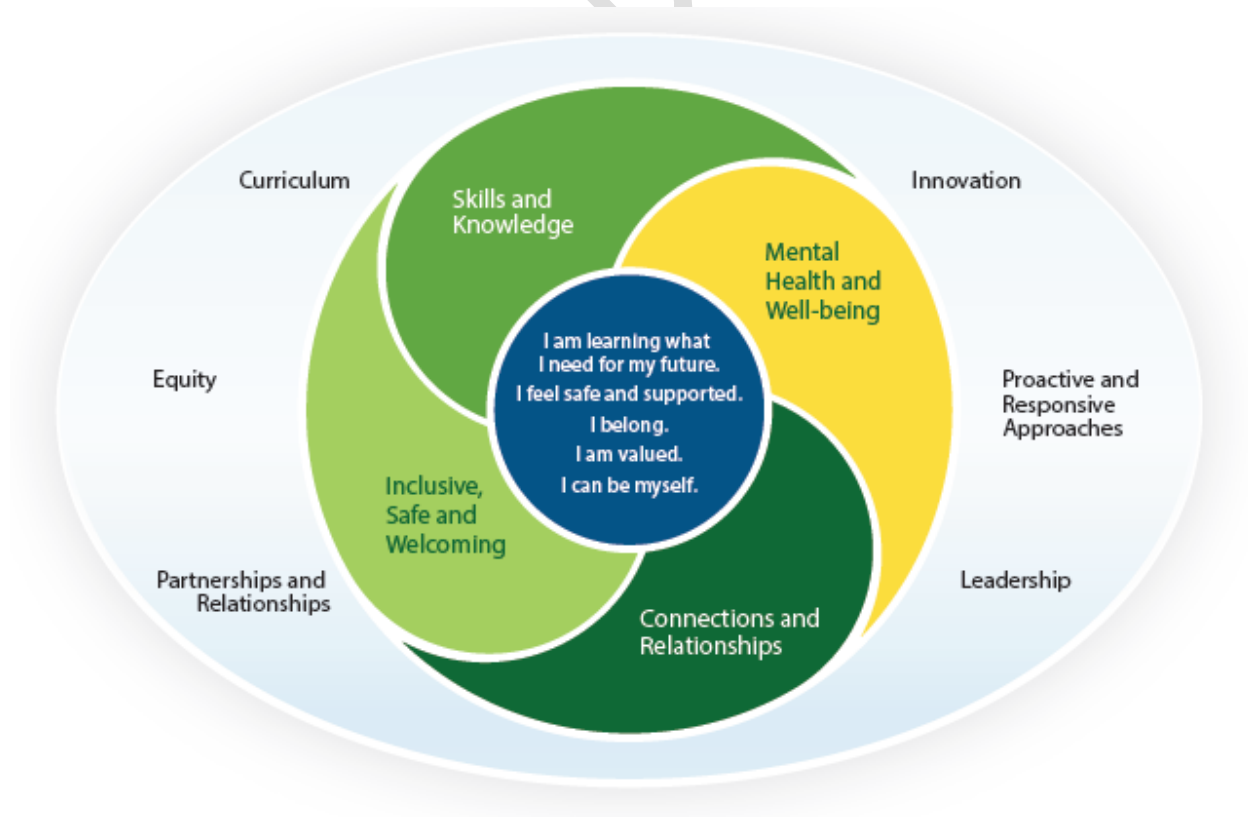 Curriculum
Innovation
Skills and
Knowledge
Mental
Health and
Well-being
I am learning what
I need for my future.
I feel safe and supported.
I belong.
I am valued.
I can be myself.
Equity
Proactive and
Responsive
Approaches
Inclusive,
Safe and
Welcoming
Partnerships and
Relationships
Leadership
Connections and
Relationships